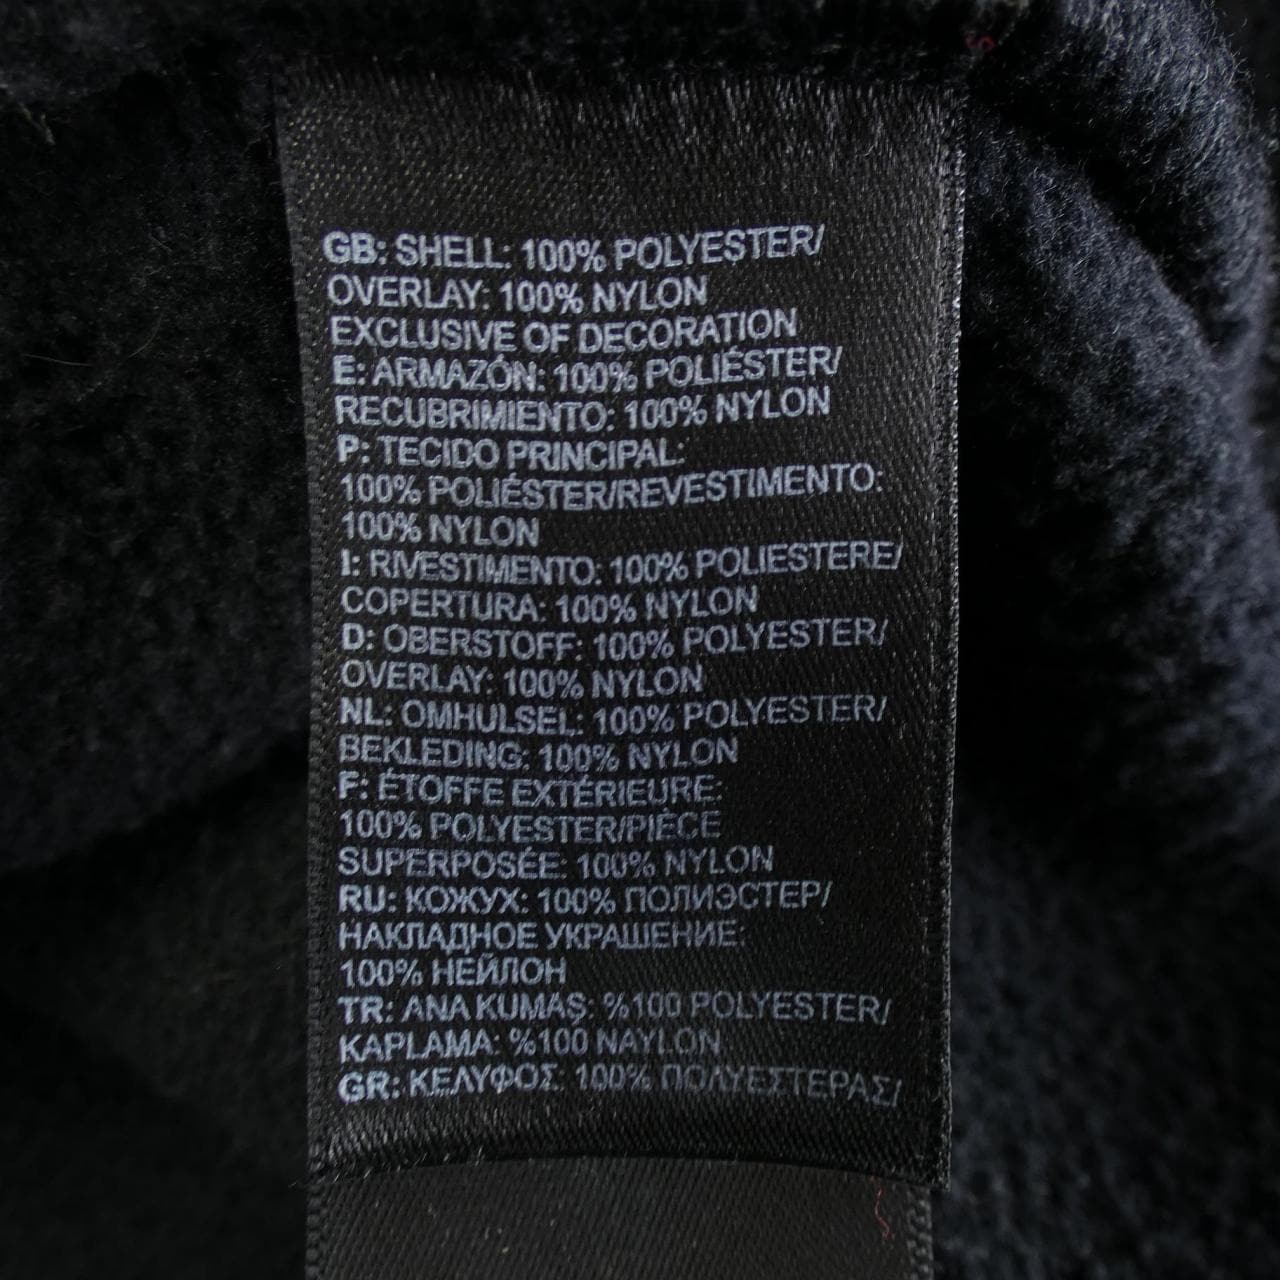 GB: SHELL: 100% POLYESTER/
OVERLAY: 100% NYLON
EXCLUSIVE OF DECORATION
E: ARMAZÓN: 100% POLIÉSTER/
RECUBRIMIENTO: 100% NYLON
P: TECIDO PRINCIPAL:
100% POLIÉSTER/REVESTIMENTO:
100% NYLON
I: RIVESTIMENTO: 100% POLIESTERE/
COPERTURA: 100% NYLON
D: OBERSTOFF: 100% POLYESTER/
OVERLAY: 100% NYLON
NL: OMHULSEL: 100% POLYESTER/
BEKLEDING: 100% NYLON
F: ÉTOFFE EXTÉRIEURE:
100% POLYESTER/PIÈCE
SUPERPOSÉE: 100% NYLON
RU: КОЖУХ: 100% ПОЛИЭСТЕР/
НАКЛАДНОЕ УКРАШЕНИЕ:
100% НЕЙЛОН
TR: ANA KUMAŞ: %100 POLYESTER/
KAPLAMA: %100 NAYLON
GR: ΚΕΛΥΦΟΣ: 100% ΠΟΛΥΕΣΤΕΡΑΣ/